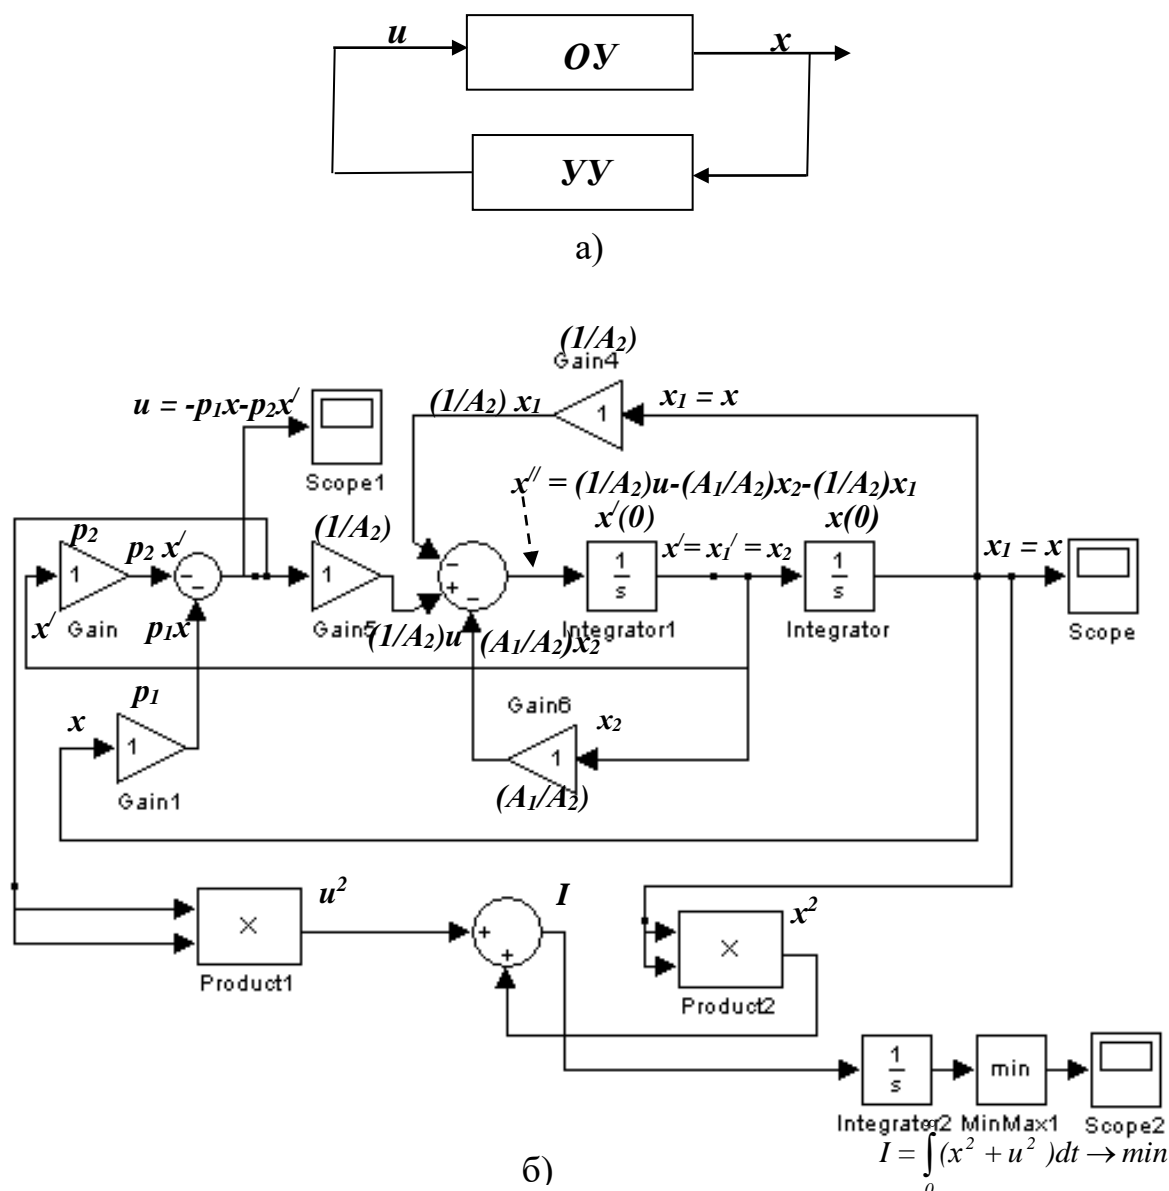 u
x
ОУ
УУ
а)
(1/A₂)
Gain4
u = -p₁x-p₂x/
(1/A₂) x₁
1
x₁ = x
Scope1
x// = (1/A₂)u-(A₁/A₂)x₂-(1/A₂)x₁
p₂
(1/A₂)
x/(0)
x(0)
p₂ x/
x/= x₁/ = x₂
x₁ = x
1
−
−
1
−
+
−
1
s
1
s
x/
Gain
p₁x
Gain5
(1/A₂)u
(A₁/A₂)x₂
Integrator1
Integrator
Scope
p₁
Gain6
x
x₂
1
1
Gain1
(A₁/A₂)
u²
I
x²
×
+
+
×
Product1
Product2
1
s
min
Integrator2
MinMax1
Scope2
I = ∫₀^∞ (x² + u² )dt → min
б)